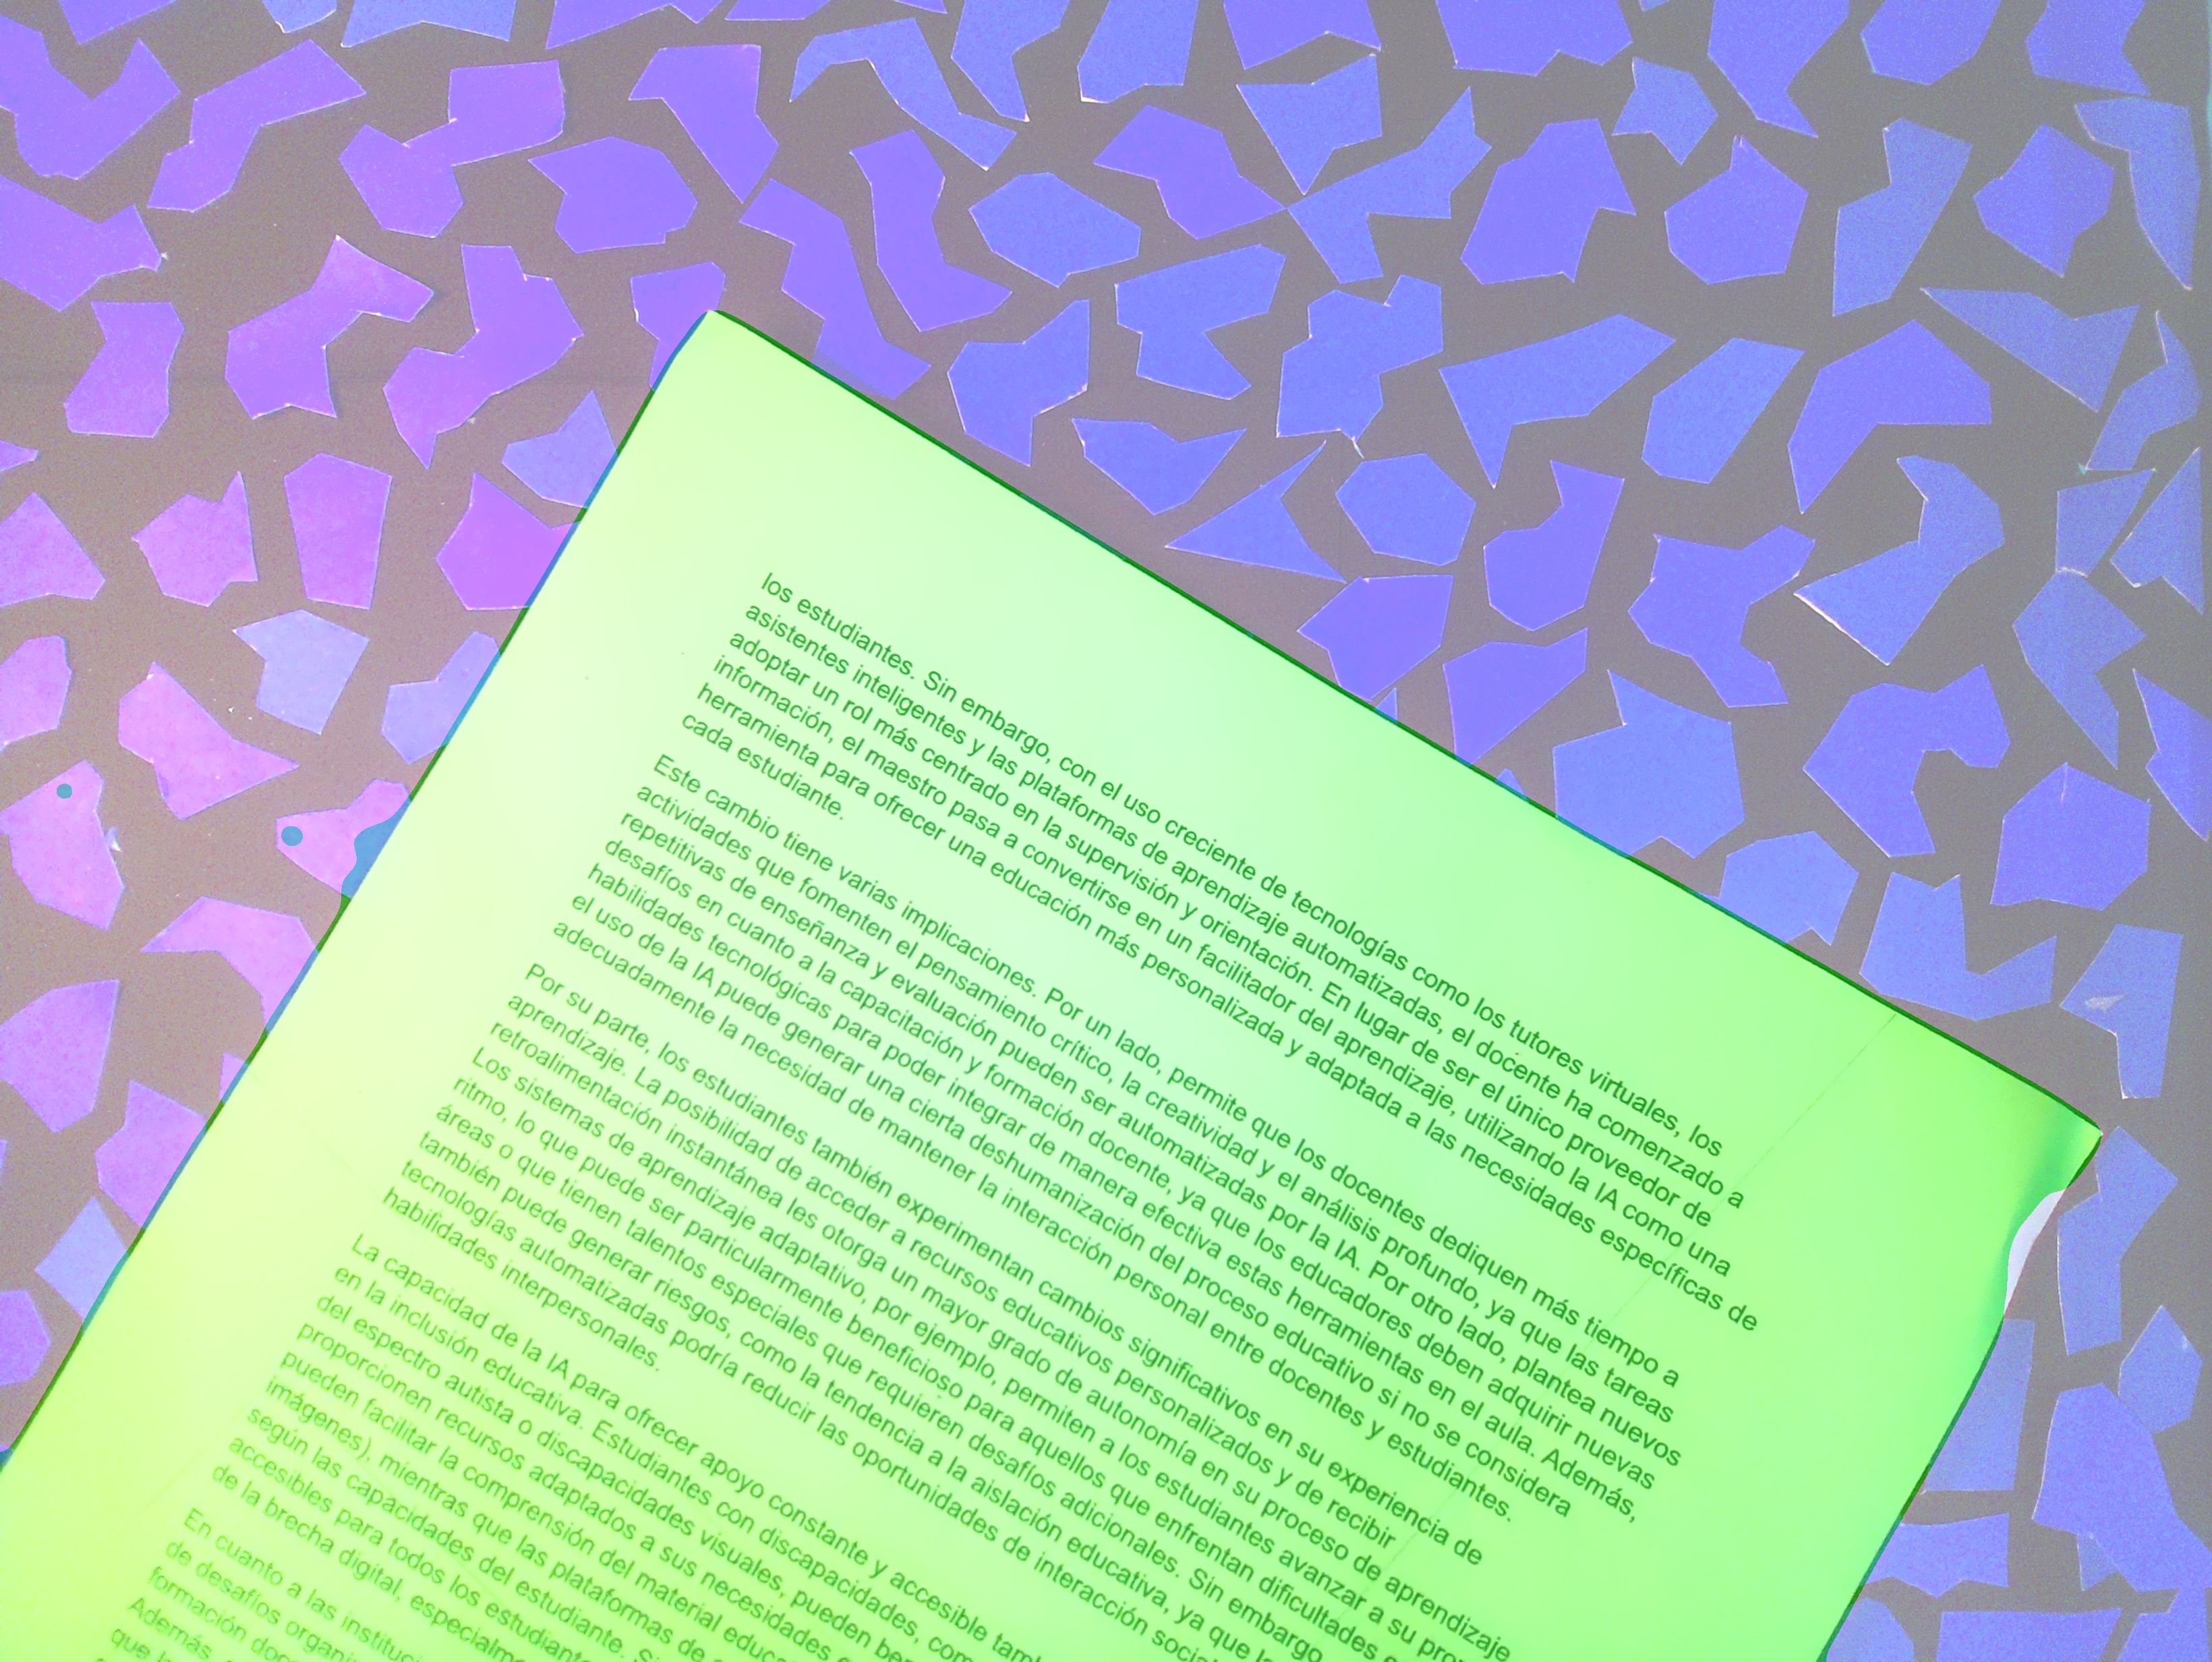 los estudiantes. Sin embargo, con el uso creciente de tecnologías como los tutores virtuales, los
asistentes inteligentes y las plataformas de aprendizaje automatizadas, el docente ha comenzado a
adoptar un rol más centrado en la supervisión y orientación. En lugar de ser el único proveedor de
información, el maestro pasa a convertirse en un facilitador del aprendizaje, utilizando la IA como una
herramienta para ofrecer una educación más personalizada y adaptada a las necesidades específicas de
cada estudiante.
Este cambio tiene varias implicaciones. Por un lado, permite que los docentes dediquen más tiempo a
actividades que fomenten el pensamiento crítico, la creatividad y el análisis profundo, ya que las tareas
repetitivas de enseñanza y evaluación pueden ser automatizadas por la IA. Por otro lado, plantea nuevos
desafíos en cuanto a la capacitación y formación docente, ya que los educadores deben adquirir nuevas
habilidades tecnológicas para poder integrar de manera efectiva estas herramientas en el aula. Además,
el uso de la IA puede generar una cierta deshumanización del proceso educativo si no se considera
adecuadamente la necesidad de mantener la interacción personal entre docentes y estudiantes.
Por su parte, los estudiantes también experimentan cambios significativos en su experiencia de
aprendizaje. La posibilidad de acceder a recursos educativos personalizados y de recibir
retroalimentación instantánea les otorga un mayor grado de autonomía en su proceso de aprendizaje
Los sistemas de aprendizaje adaptativo, por ejemplo, permiten a los estudiantes avanzar a su
ritmo, lo que puede ser particularmente beneficioso para aquellos que enfrentan dificultades
áreas o que tienen talentos especiales que requieren desafíos adicionales. Sin embargo
también puede generar riesgos, como la tendencia a la aislación educativa, ya que
tecnologías automatizadas podría reducir las oportunidades de interacción
habilidades interpersonales.
La capacidad de la IA para ofrecer apoyo constante y accesible
en la inclusión educativa. Estudiantes con discapacidades,
del espectro autista o discapacidades visuales, pueden
proporcionen recursos adaptados a sus necesidades
pueden facilitar la comprensión del material
imágenes), mientras que las plataformas de
según las capacidades del estudiante.
accesibles para todos los
de la brecha digital,
En cuanto a las
de desafíos
formación
Además
que